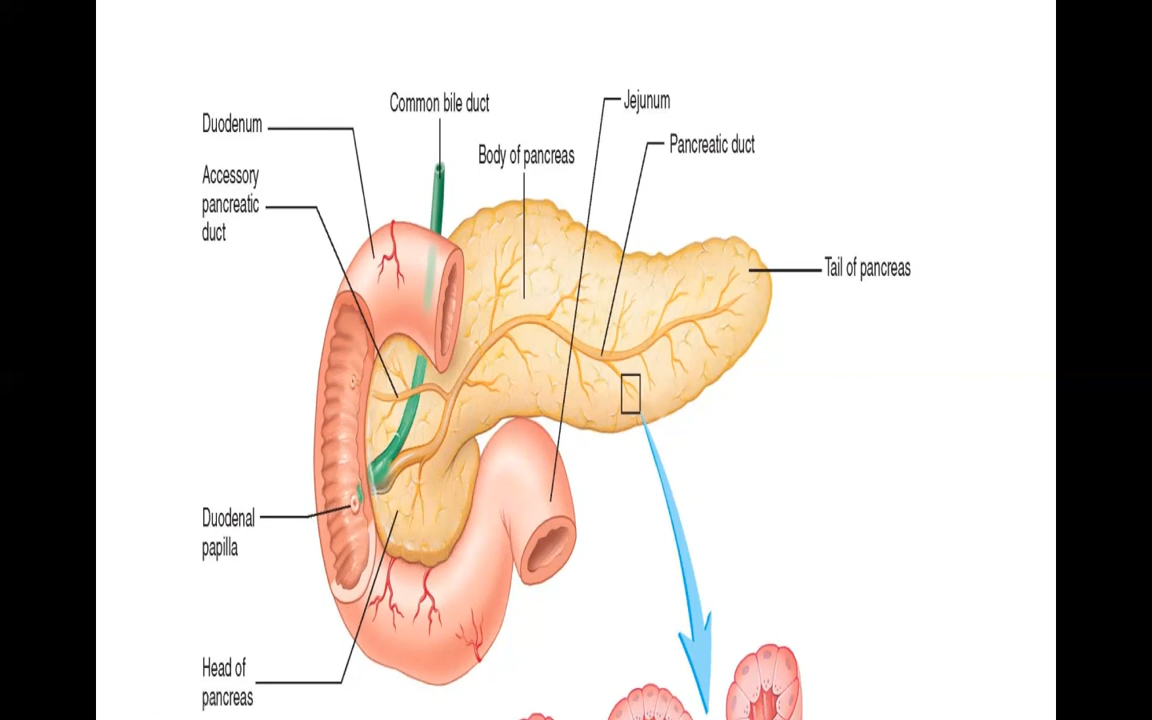 Common bile duct
Jejunum
Duodenum
Body of pancreas
Pancreatic duct
Accessory
pancreatic
duct
Tail of pancreas
Duodenal
papilla
Head of
pancreas